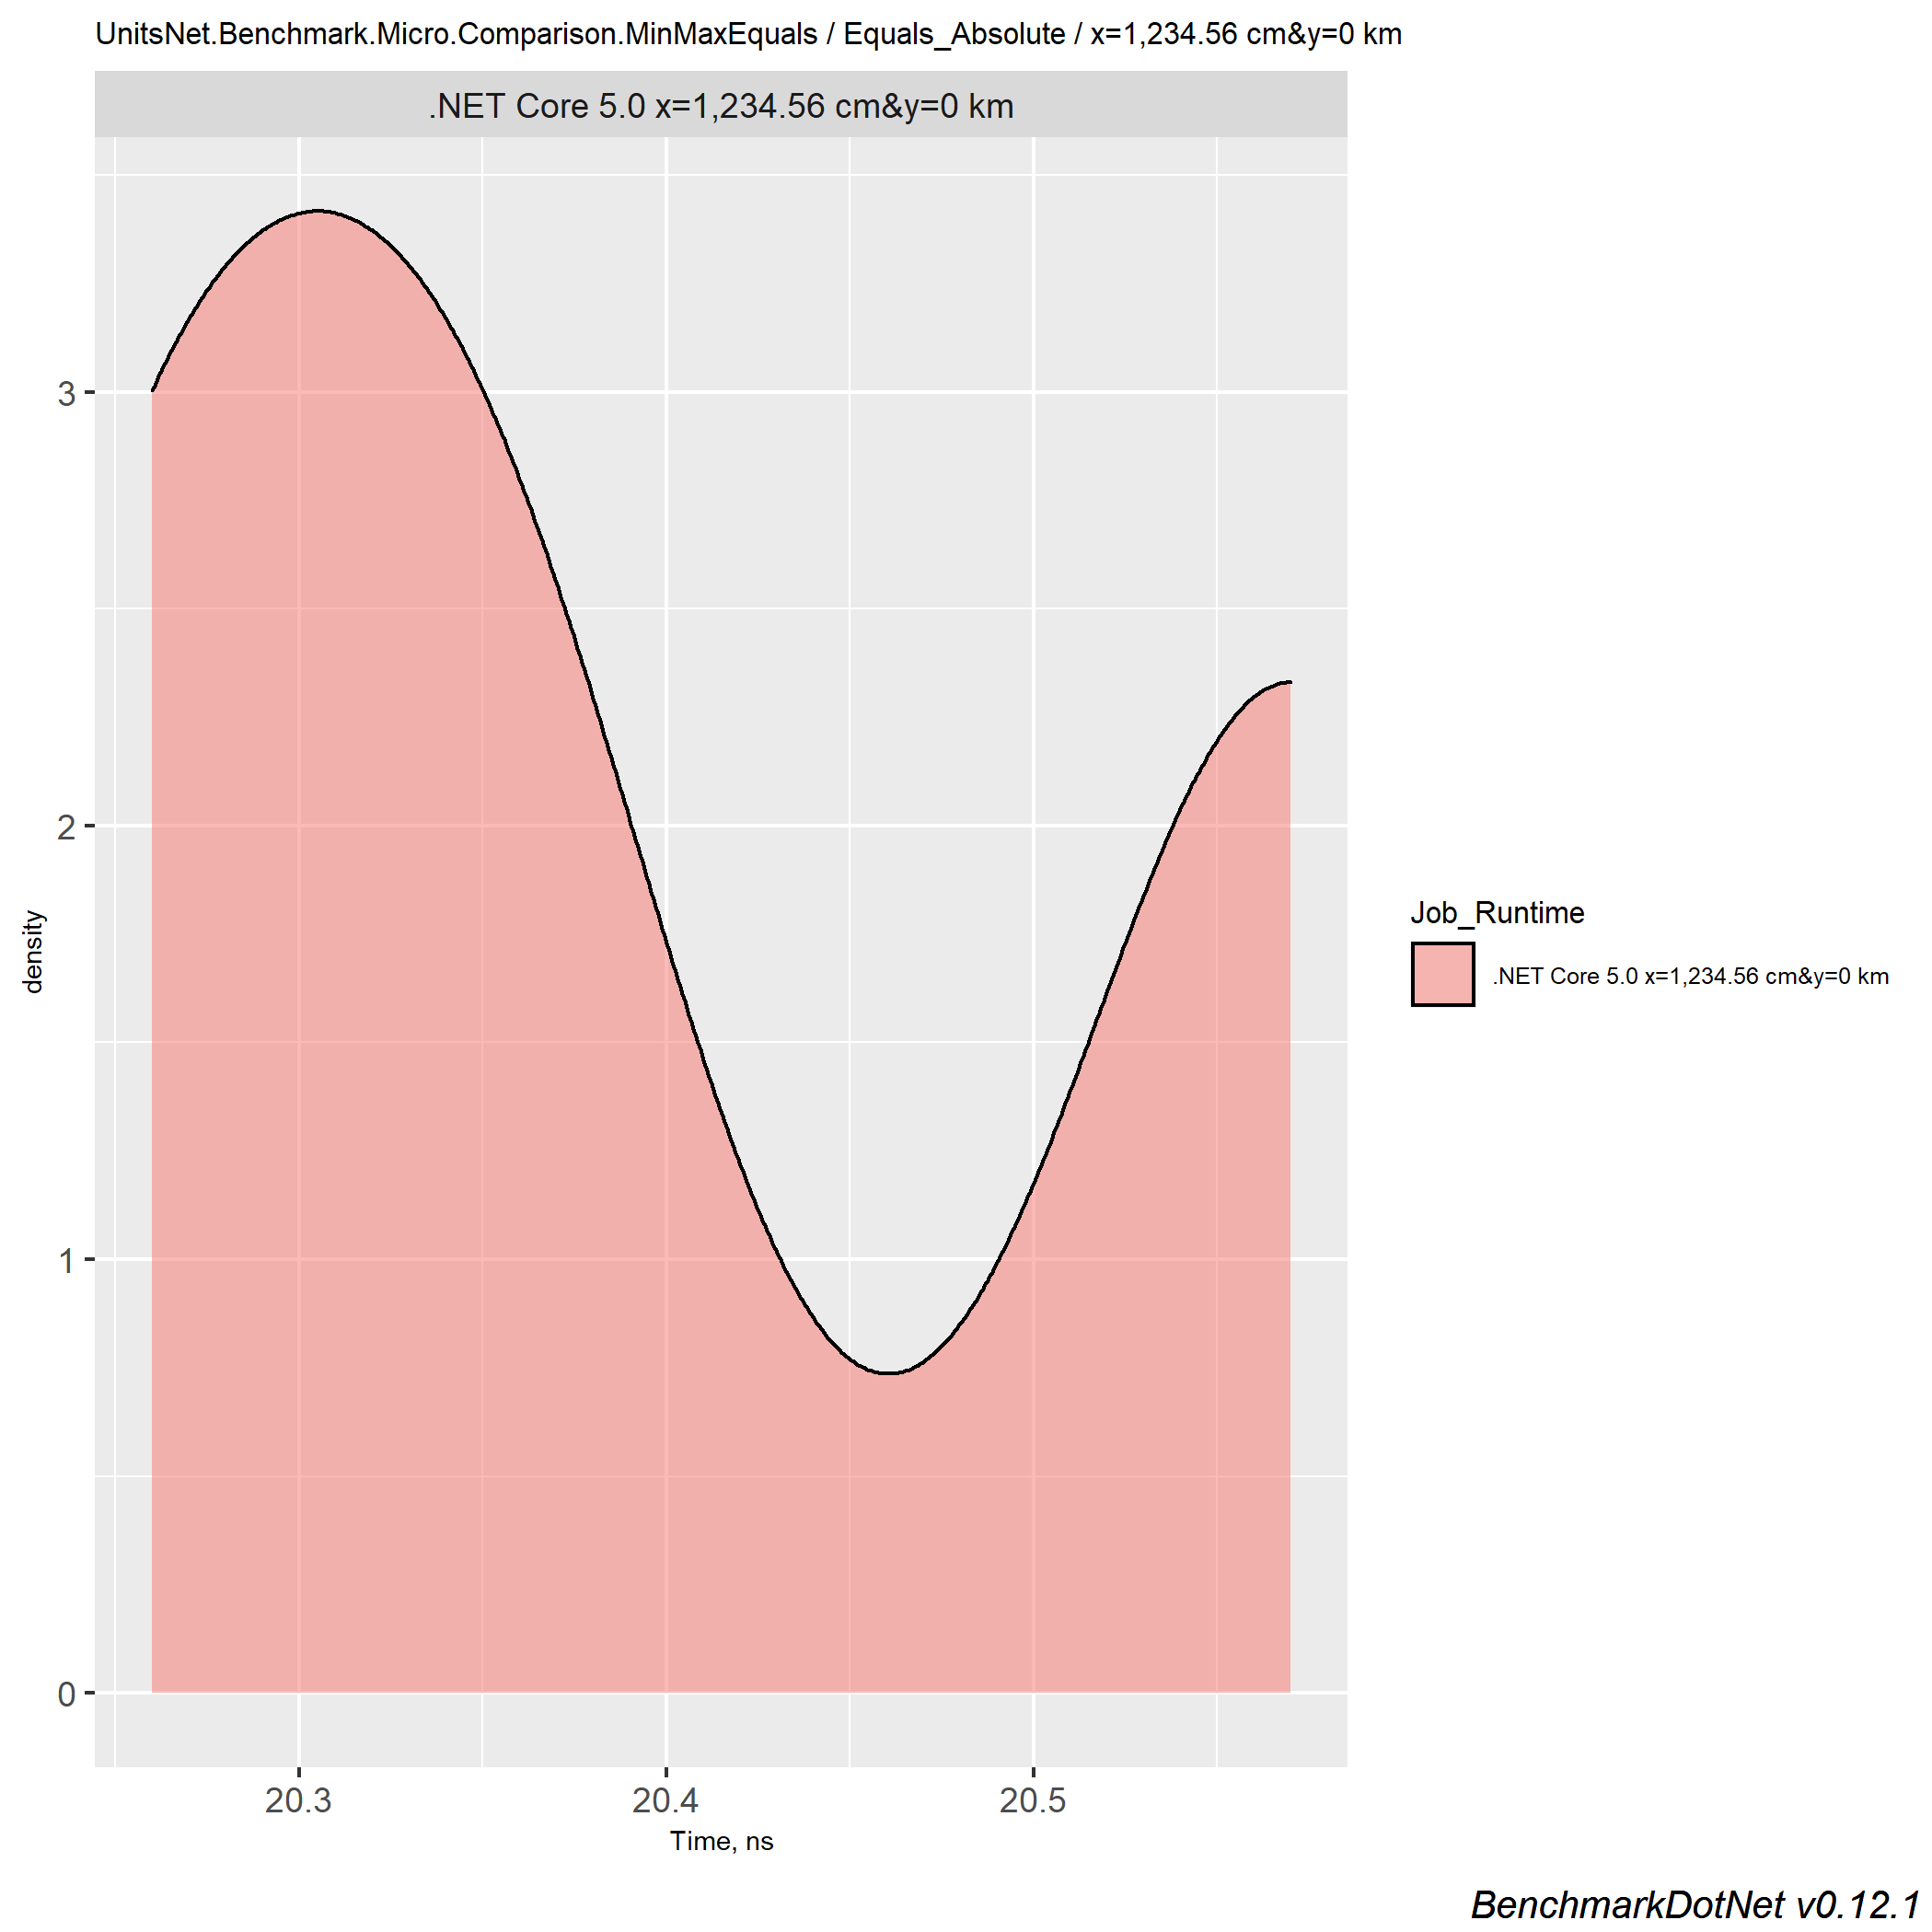 UnitsNet.Benchmark.Micro.Comparison.MinMaxEquals / Equals_Absolute / x=1,234.56 cm&y=0 km
.NET Core 5.0 x=1,234.56 cm&y=0 km
3
2
1
0
density
20.3 20.4 20.5
Time, ns
Job_Runtime
.NET Core 5.0 x=1,234.56 cm&y=0 km
BenchmarkDotNet v0.12.1